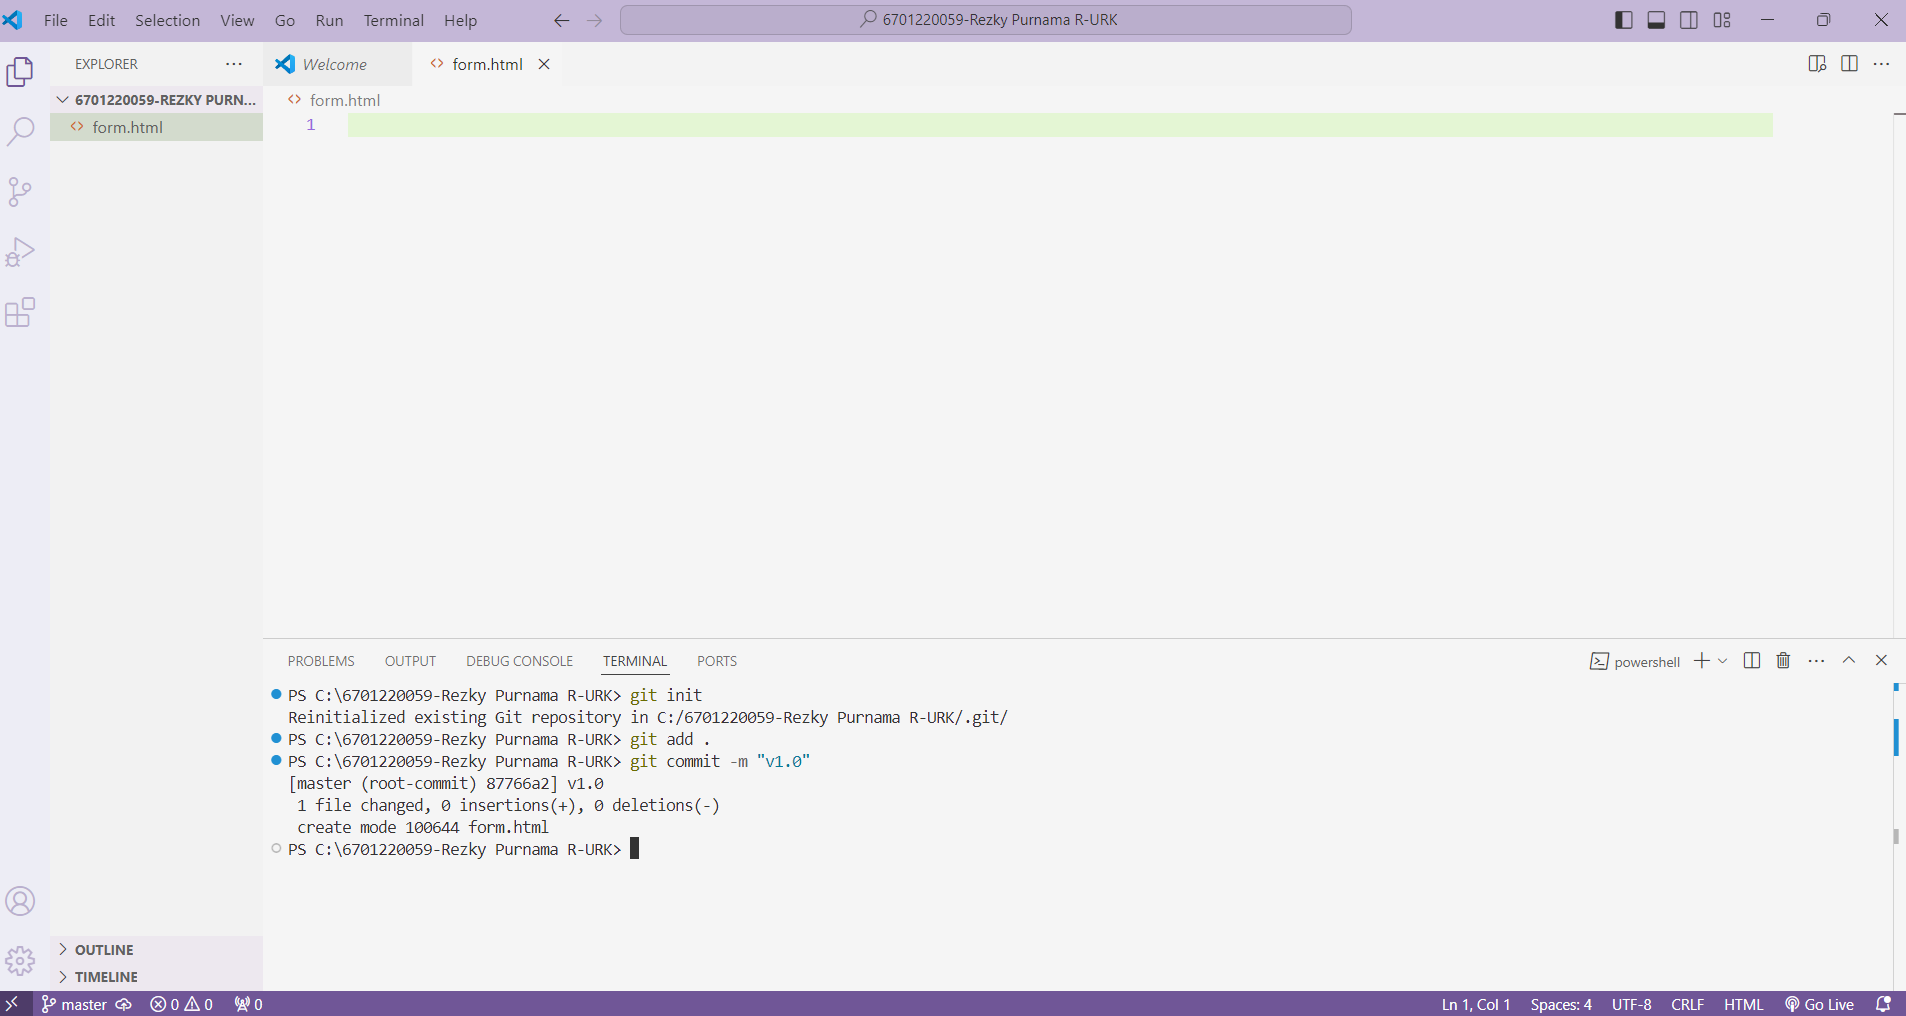 File Edit Selection View Go Run Terminal Help
6701220059-Rezky Purnama R-URK
EXPLORER
Welcome
form.html
6701220059-REZKY PURN...
form.html
form.html
1
PROBLEMS OUTPUT DEBUG CONSOLE TERMINAL PORTS
powershell
PS C:\6701220059-Rezky Purnama R-URK> git init
Reinitialized existing Git repository in C:/6701220059-Rezky Purnama R-URK/.git/
PS C:\6701220059-Rezky Purnama R-URK> git add .
PS C:\6701220059-Rezky Purnama R-URK> git commit -m "v1.0"
[master (root-commit) 87766a2] v1.0
1 file changed, 0 insertions(+), 0 deletions(-)
create mode 100644 form.html
PS C:\6701220059-Rezky Purnama R-URK>
OUTLINE
TIMELINE
master 0 0 0 Ln 1, Col 1 Spaces: 4 UTF-8 CRLF HTML Go Live